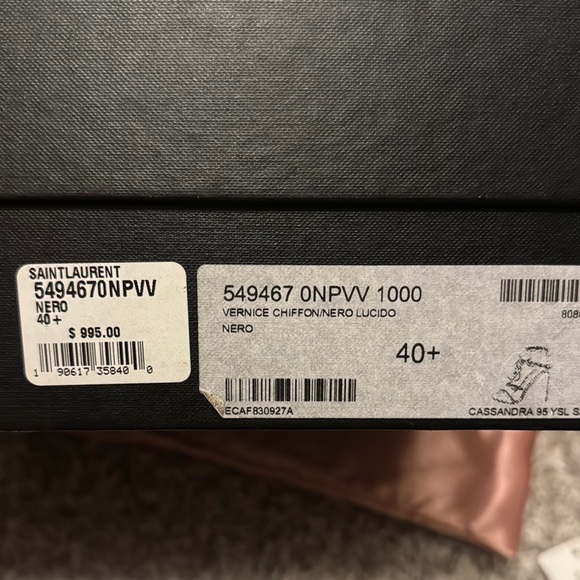 SAINTLAURENT
5494670NPVV
NERO
40+
$ 995.00
1 90617 35840 0
549467 0NPVV 1000
VERNICE CHIFFON/NERO LUCIDO
NERO
40+
ECAF830927A
CASSANDRA 95 YSL